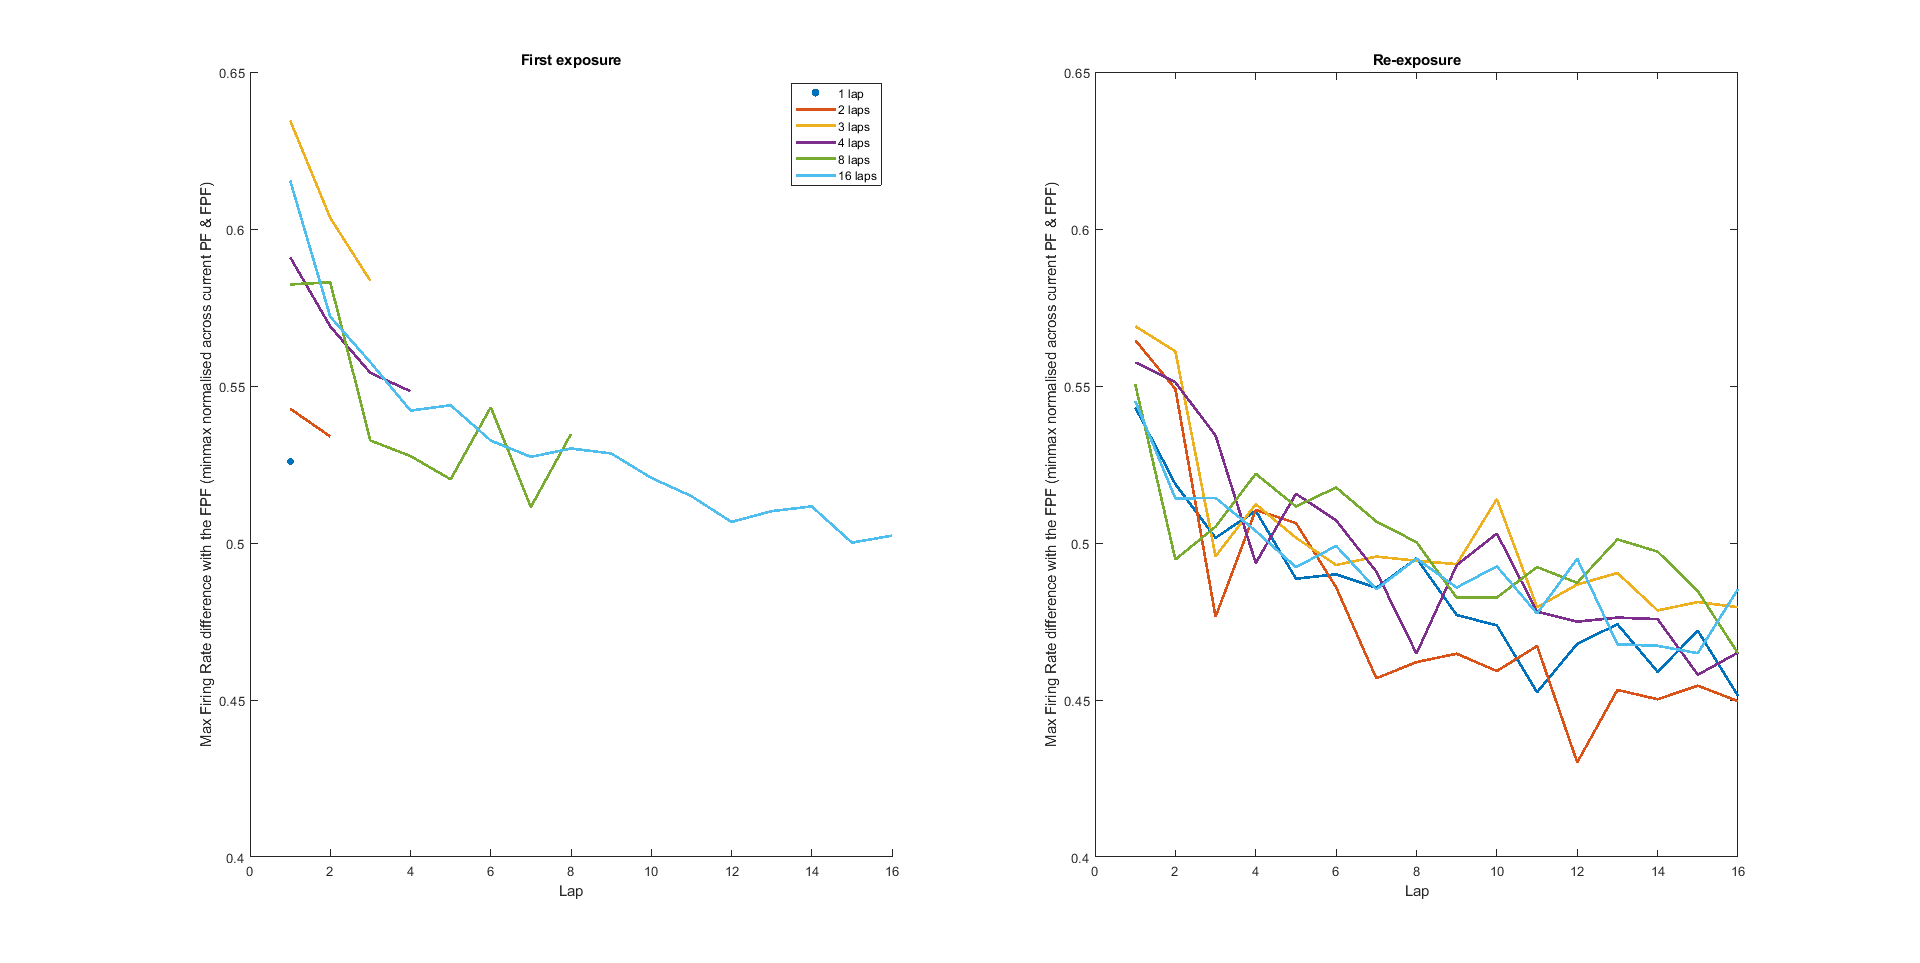 First exposure
Max Firing Rate difference with the FPF (minmax normalised across current PF & FPF)
0.65
0.6
0.55
0.5
0.45
0.4
0 2 4 6 8 10 12 14 16
Lap
1 lap
2 laps
3 laps
4 laps
8 laps
16 laps
Re-exposure
Max Firing Rate difference with the FPF (minmax normalised across current PF & FPF)
0.65
0.6
0.55
0.5
0.45
0.4
0 2 4 6 8 10 12 14 16
Lap